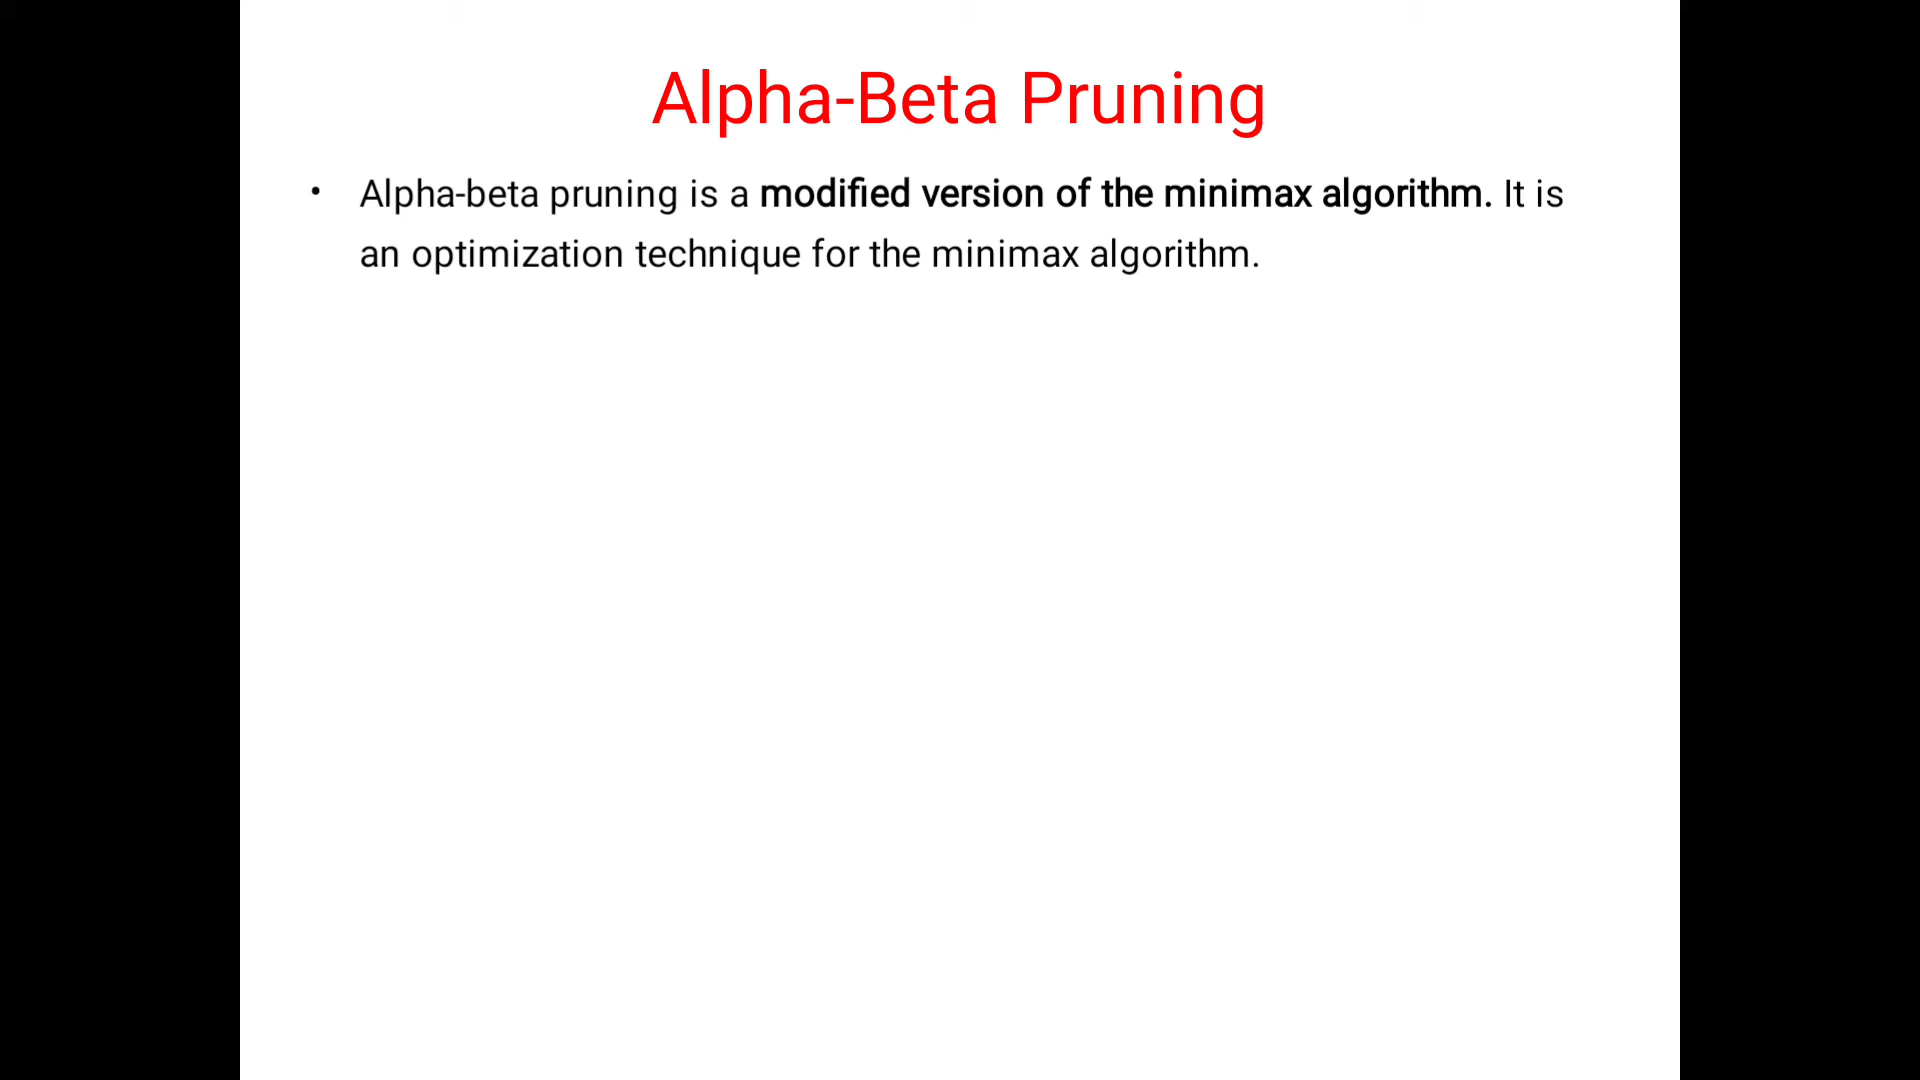 Alpha-Beta Pruning
• Alpha-beta pruning is a modified version of the minimax algorithm. It is
an optimization technique for the minimax algorithm.